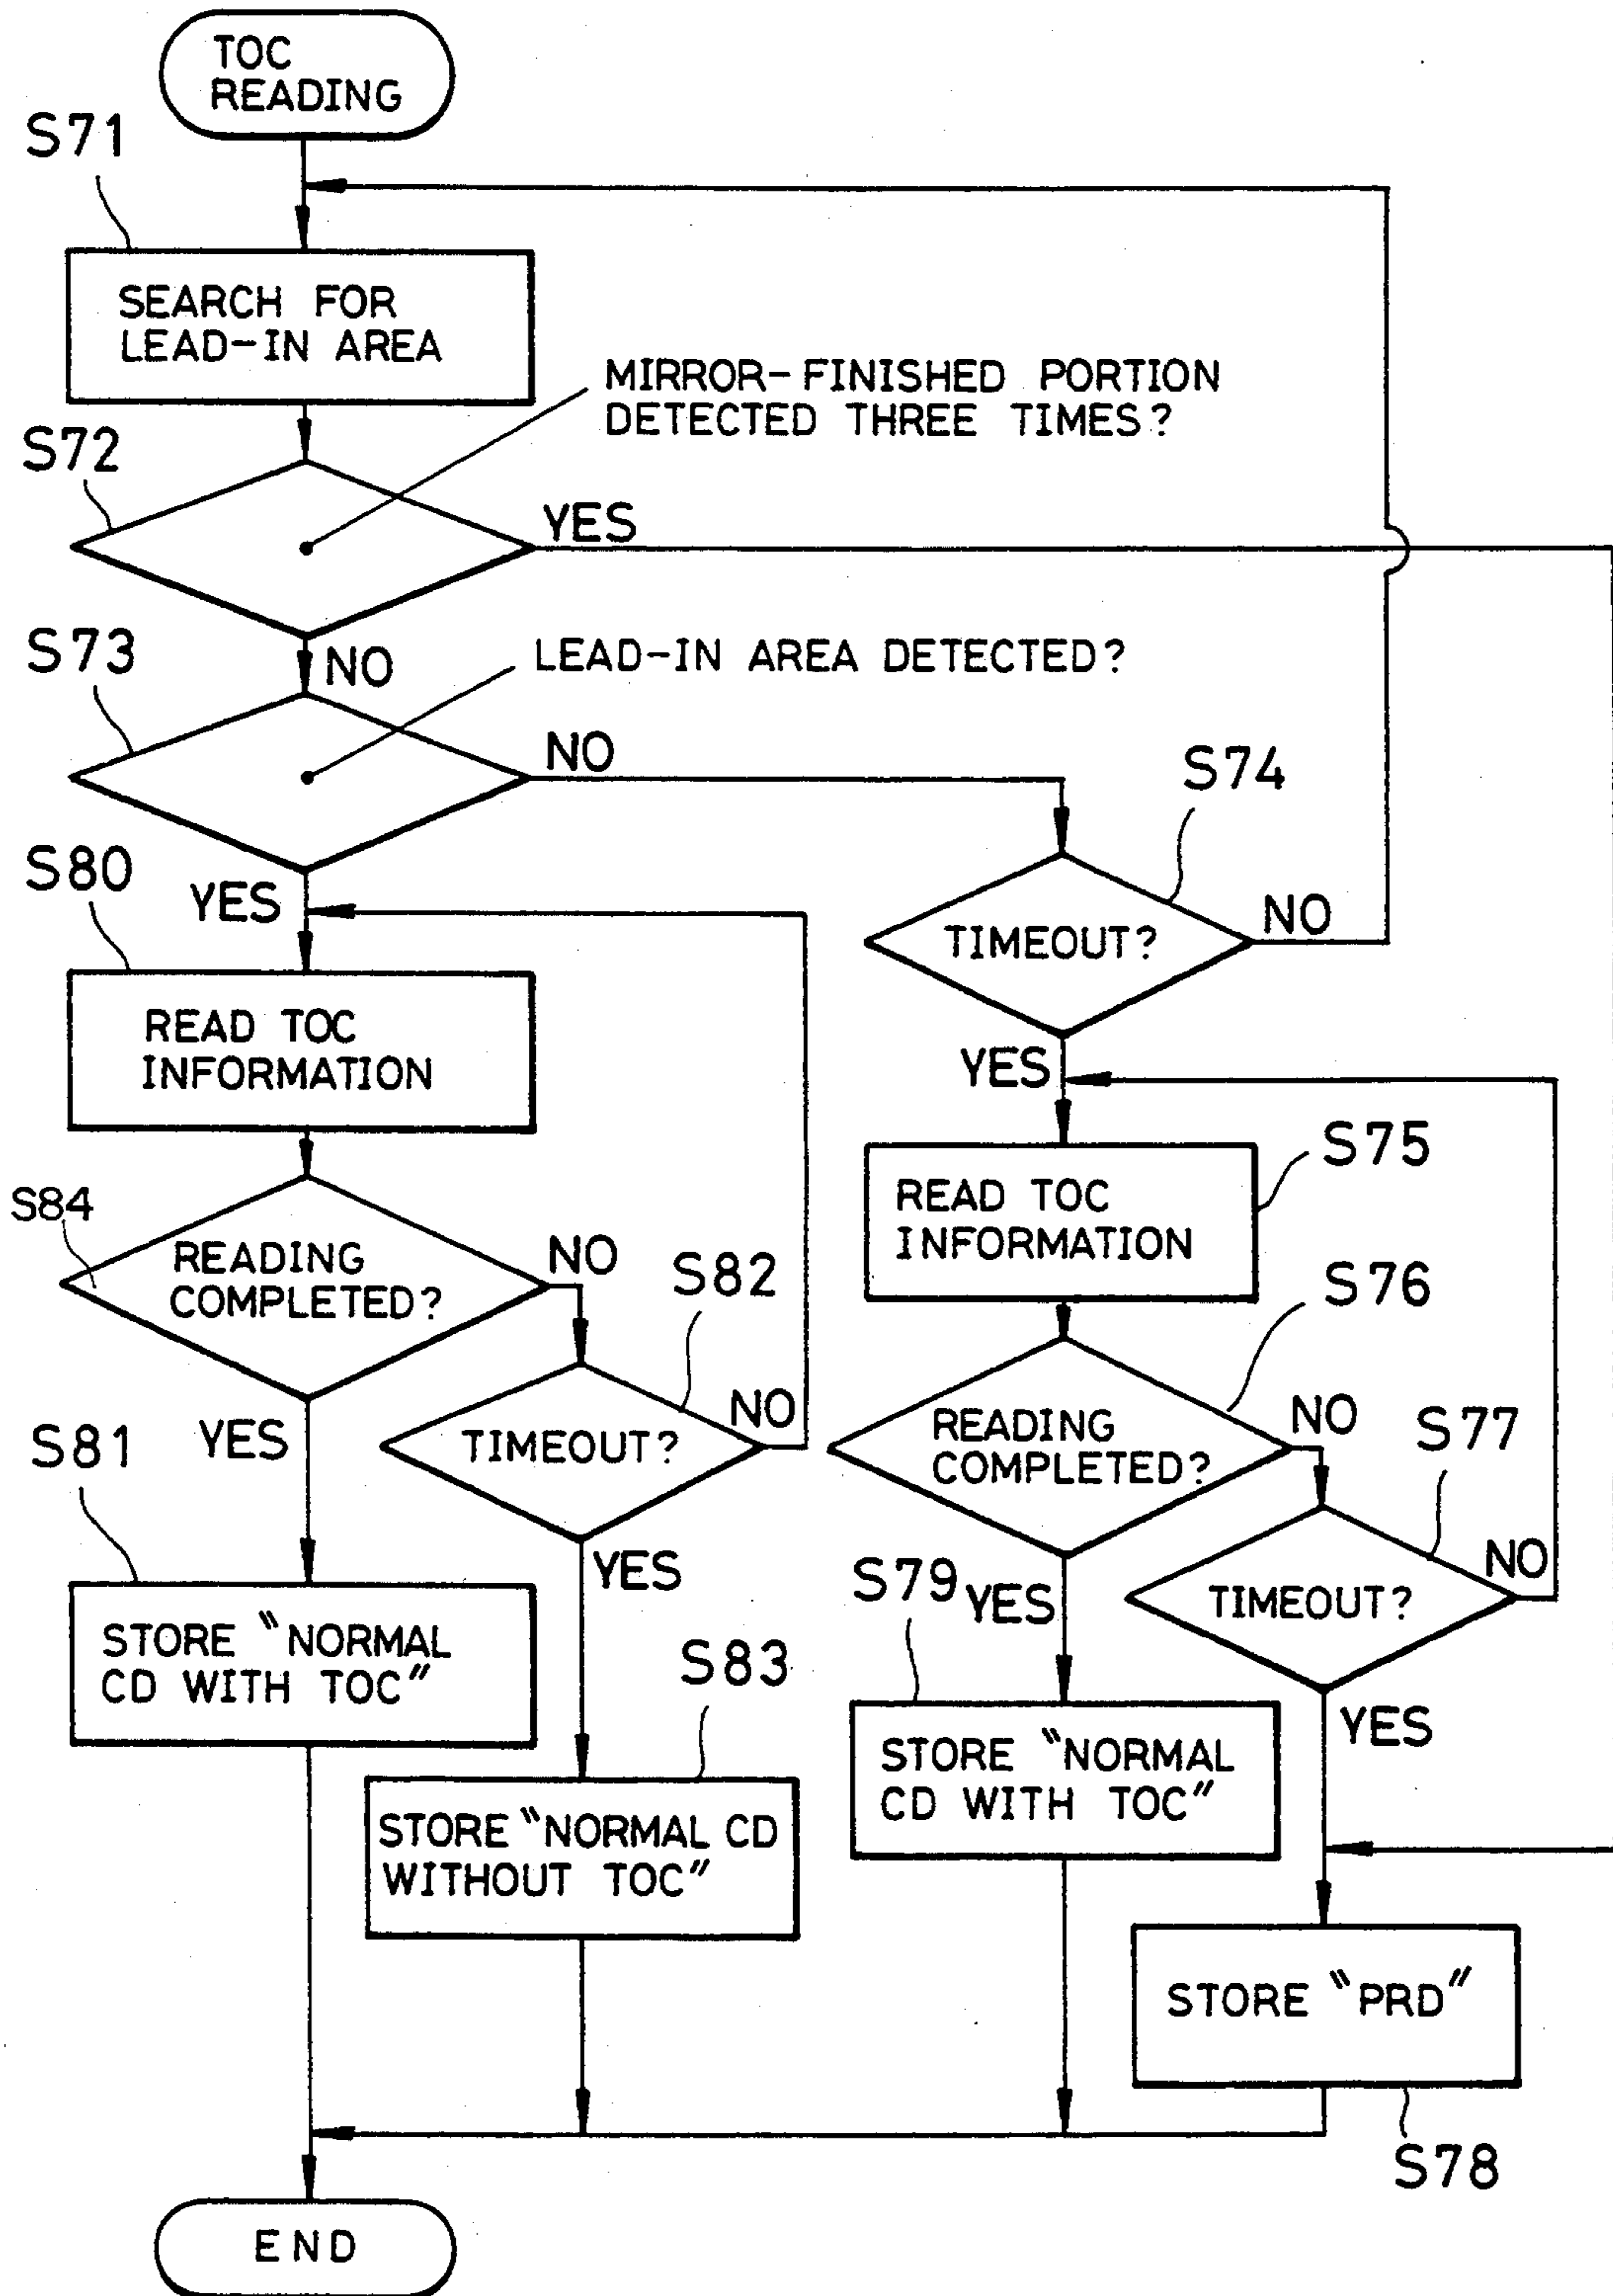 TOC
READING
S71
SEARCH FOR
LEAD-IN AREA
MIRROR-FINISHED PORTION
DETECTED THREE TIMES?
S72
YES
NO
S73
LEAD-IN AREA DETECTED?
NO
S74
S80
YES
TIMEOUT?
NO
READ TOC
INFORMATION
YES
S75
READ TOC
INFORMATION
S84
READING
COMPLETED?
NO
S82
S76
S81
YES
TIMEOUT?
NO
READING
COMPLETED?
NO
S77
YES
S79
YES
TIMEOUT?
NO
STORE "NORMAL
CD WITH TOC"
S83
STORE "NORMAL
CD WITH TOC"
YES
STORE "NORMAL CD
WITHOUT TOC"
STORE "PRD"
S78
END